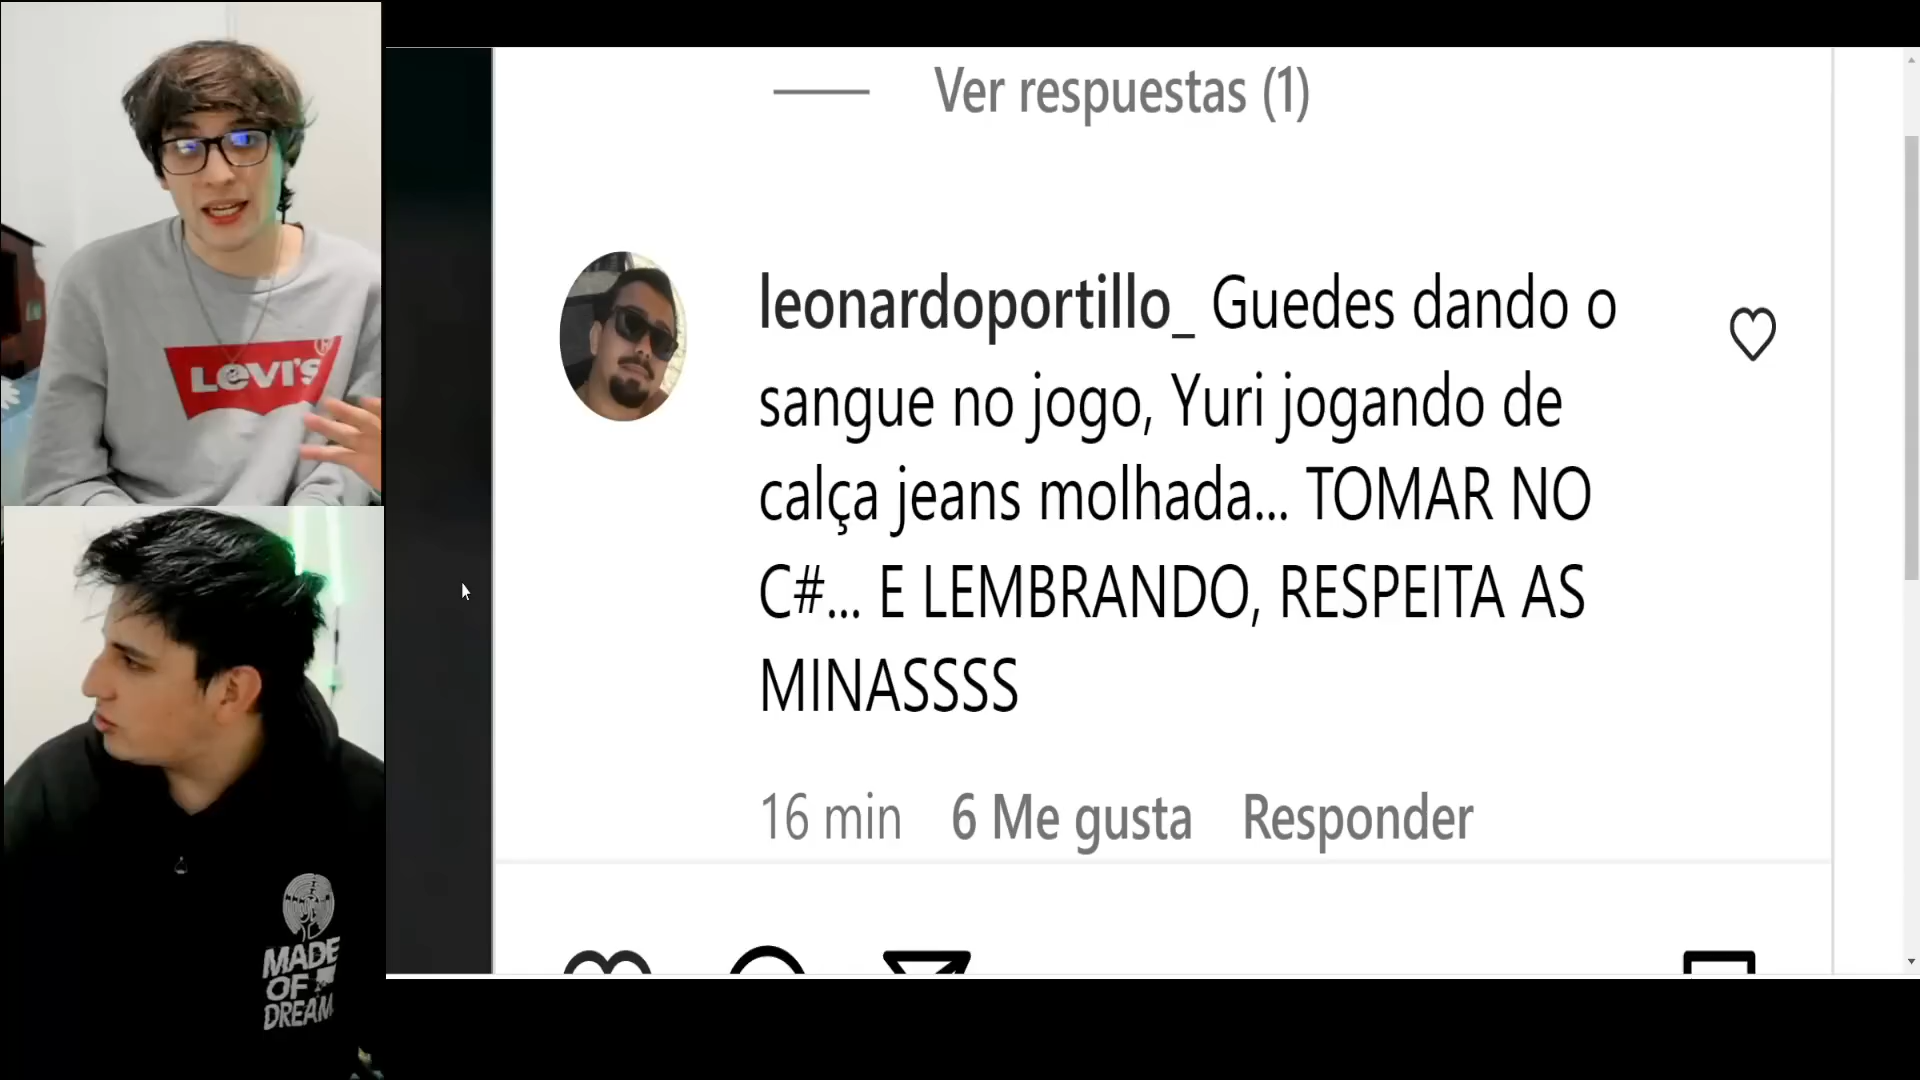 Ver respuestas (1)
leonardoportillo_ Guedes dando o
sangue no jogo, Yuri jogando de
calça jeans molhada... TOMAR NO
C#... E LEMBRANDO, RESPEITA AS
MINASSSS
16 min 6 Me gusta Responder
LEVI'S
MADE
OF
DREAM